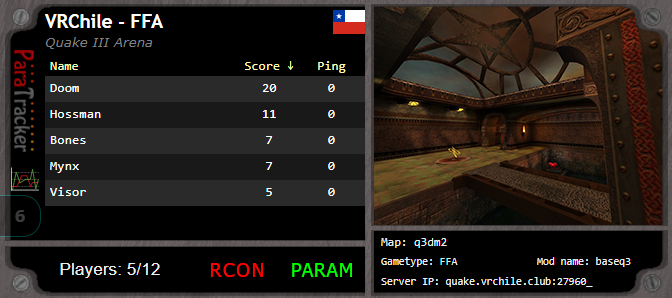 VRChile - FFA
Quake III Arena
Name Score ↓ Ping
Doom 20 0
Hossman 11 0
Bones 7 0
Mynx 7 0
Visor 5 0
ParaTracker
6
Players: 5/12 RCON PARAM
Map: q3dm2
Gametype: FFA Mod name: baseq3
Server IP: quake.vrchile.club:27960_